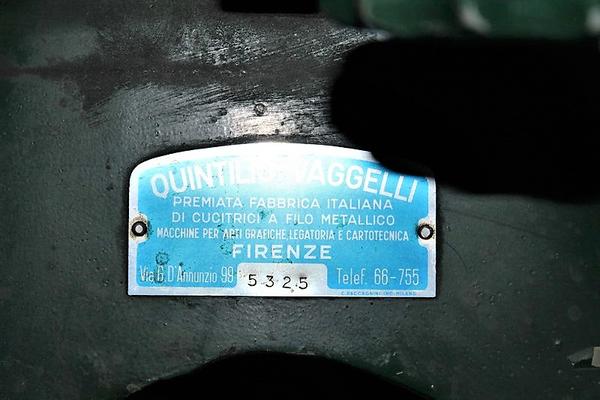 QUINTILIO VAGGELLI
PREMIATA FABBRICA ITALIANA
DI CUCITRICI A FILO METALLICO
MACCHINE PER ARTI GRAFICHE, LEGATORIA E CARTOTECNICA
FIRENZE
Via G. D'Annunzio 99 5325 Telef. 66-755
MILANO